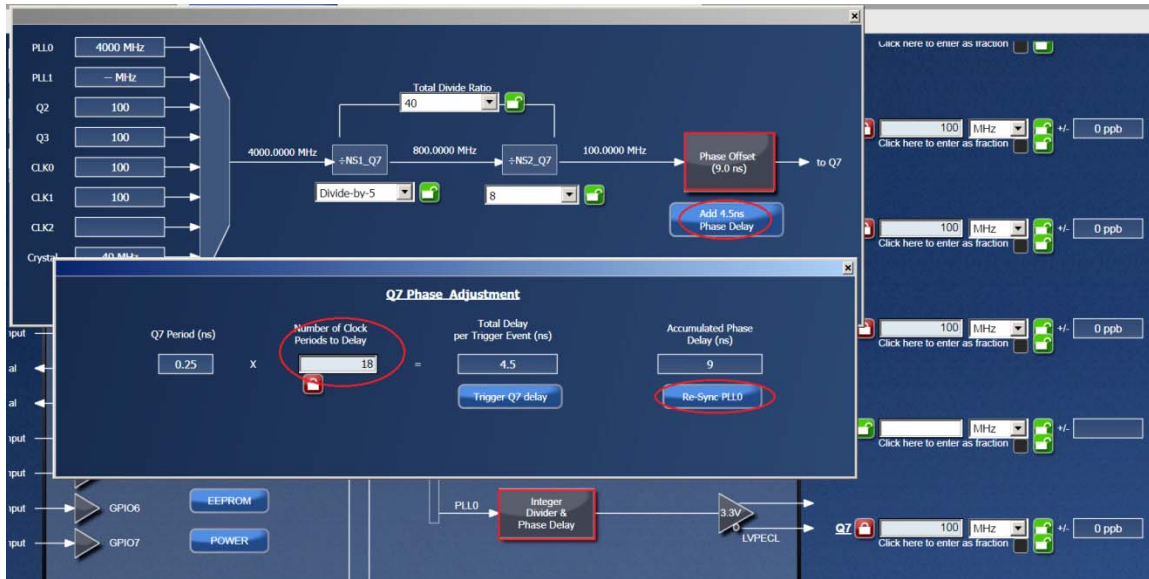 PLL0
4000 MHz
PLL1
-- MHz
Q2
100
Q3
100
CLK0
100
CLK1
100
CLK2
Crystal
40 MHz
Total Divide Ratio
40
4000.0000 MHz
÷NS1_Q7
800.0000 MHz
÷NS2_Q7
100.0000 MHz
Phase Offset
(9.0 ns)
to Q7
Divide-by-5
8
Add 4.5ns
Phase Delay
Click here to enter as fraction
100 MHz +/- 0 ppb
Click here to enter as fraction
100 MHz +/- 0 ppb
Click here to enter as fraction
100 MHz +/- 0 ppb
Click here to enter as fraction
MHz +/-
Click here to enter as fraction
Q7 Phase Adjustment
Q7 Period (ns)
Number of Clock
Periods to Delay
Total Delay
per Trigger Event (ns)
Accumulated Phase
Delay (ns)
0.25 X 18 = 4.5
9
Trigger Q7 delay
Re-Sync PLL0
GPIO6
EEPROM
GPIO7
POWER
PLL0
Integer
Divider &
Phase Delay
3.3V
LVPECL
Q7 100 MHz +/- 0 ppb
Click here to enter as fraction